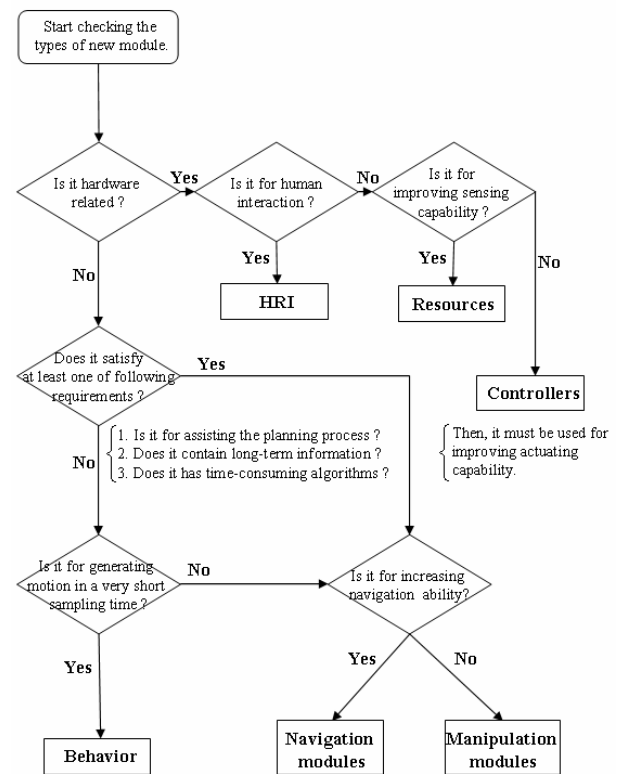 Start checking the
types of new module.
Is it hardware
related ?
Yes
Is it for human
interaction ?
No
Is it for
improving sensing
capability ?
No
Yes
Yes
No
HRI
Resources
Does it satisfy
at least one of following
requirements ?
Yes
Controllers
1. Is it for assisting the planning process ?
2. Does it contain long-term information ?
3. Does it has time-consuming algorithms ?
Then, it must be used for
improving actuating
capability.
No
Is it for generating
motion in a very short
sampling time ?
No
Is it for increasing
navigation ability?
Yes
Yes
No
Behavior
Navigation
modules
Manipulation
modules